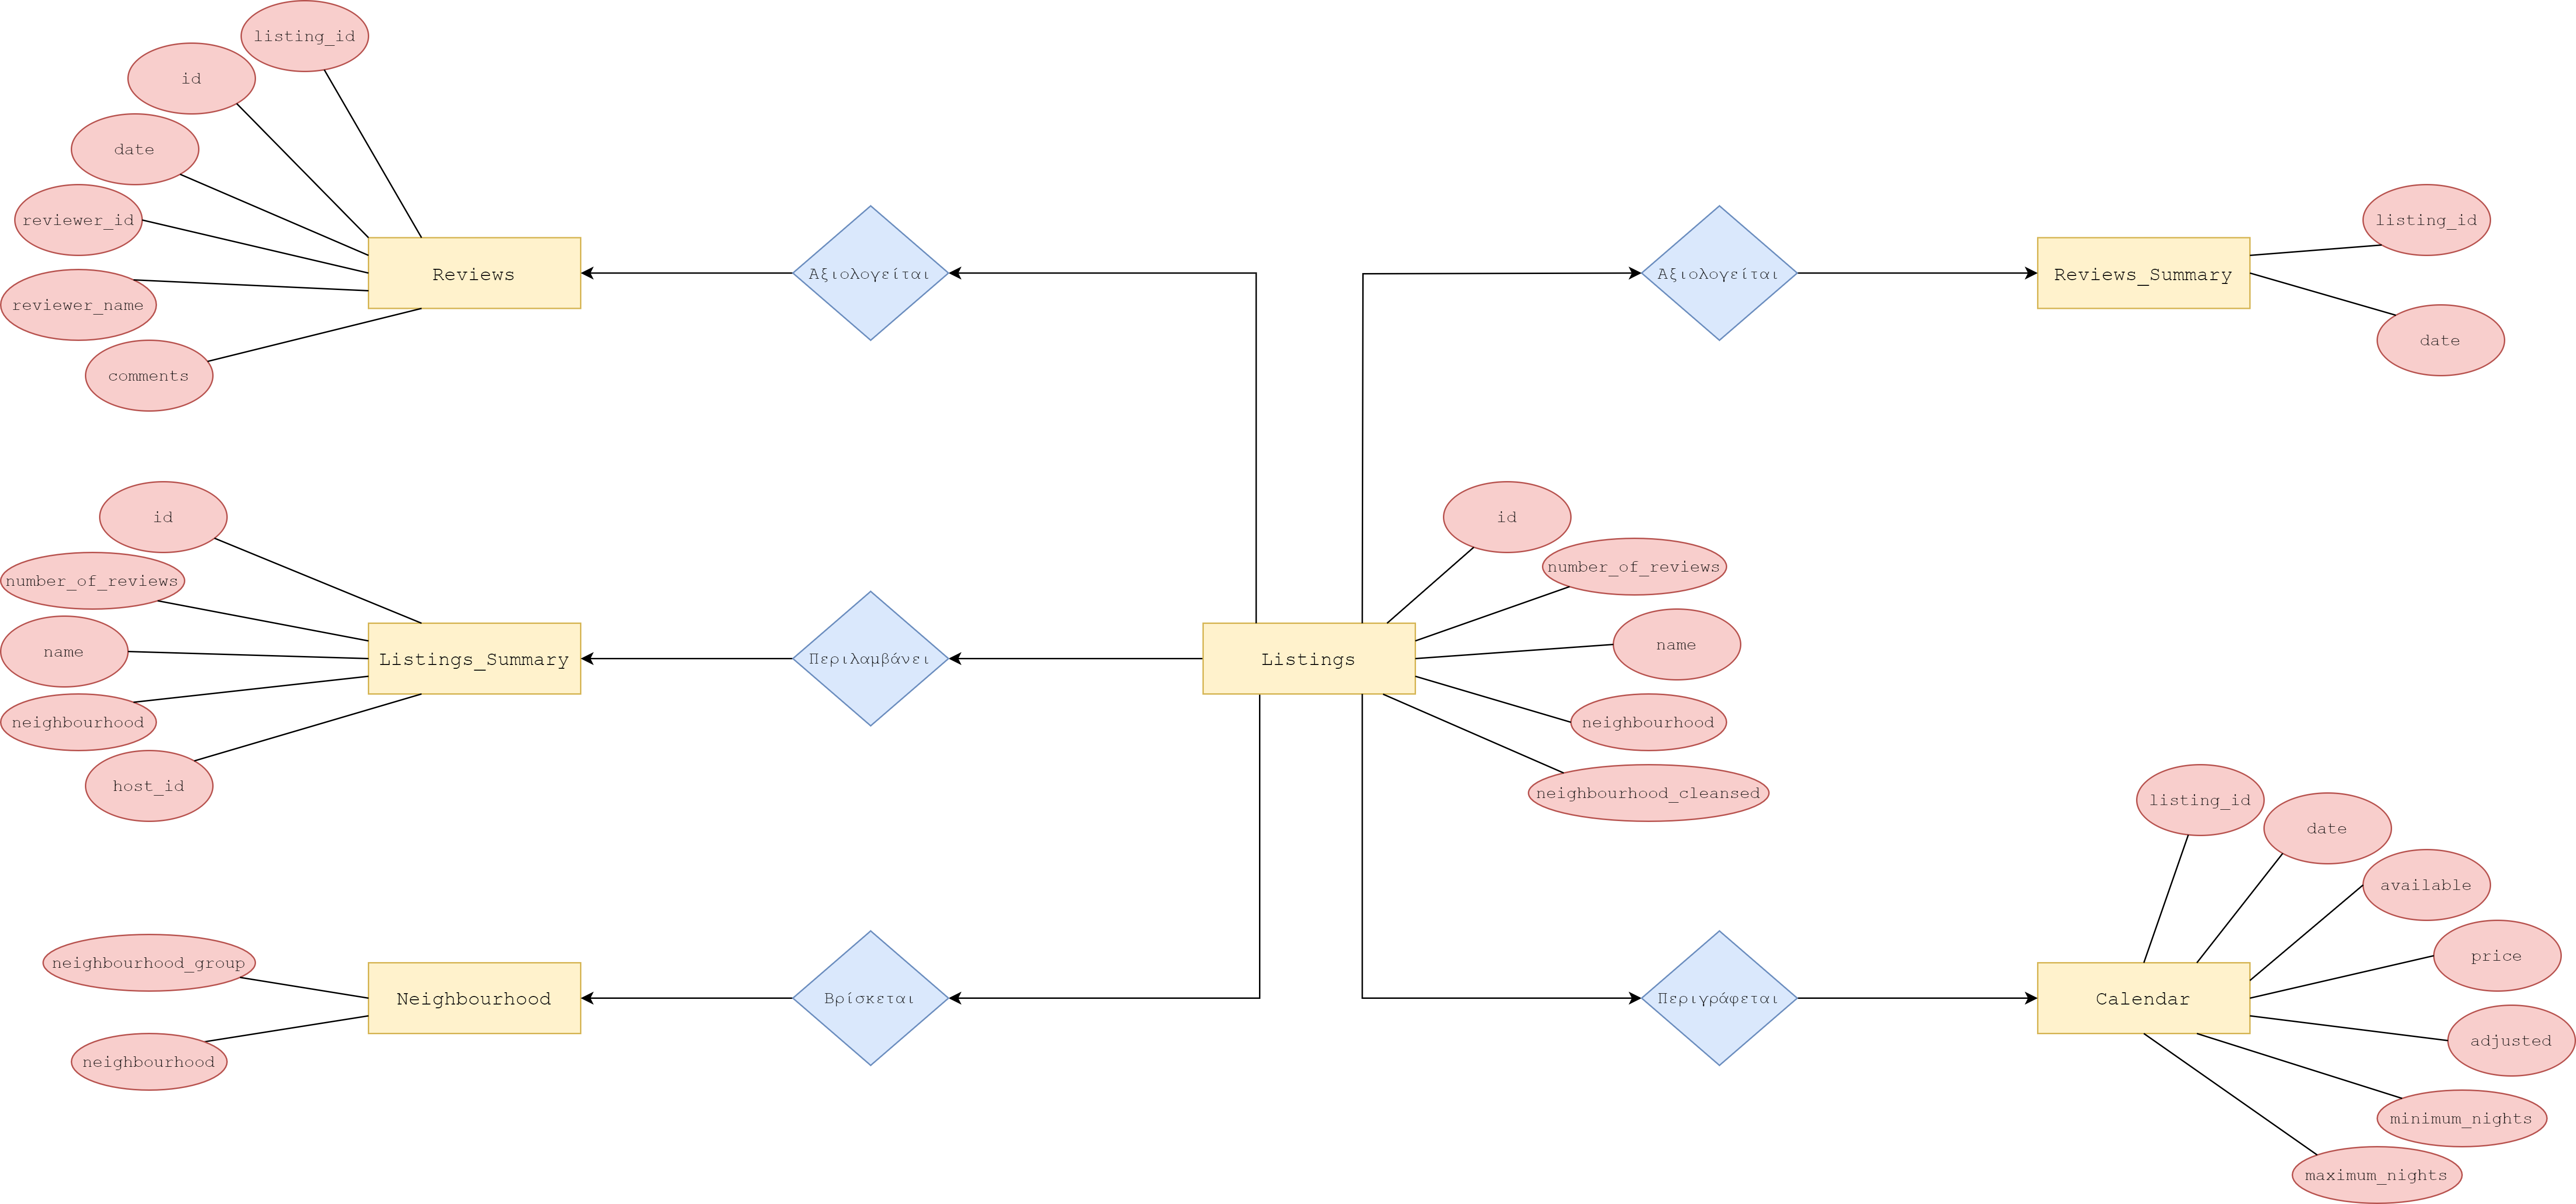 listing_id
id
date
reviewer_id
reviewer_name
comments
Reviews
Αξιολογείται
Αξιολογείται
Reviews_Summary
listing_id
date
id
number_of_reviews
name
neighbourhood
host_id
Listings_Summary
Περιλαμβάνει
Listings
id
number_of_reviews
name
neighbourhood
neighbourhood_cleansed
neighbourhood_group
neighbourhood
Neighbourhood
Βρίσκεται
Περιγράφεται
Calendar
listing_id
date
available
price
adjusted
minimum_nights
maximum_nights